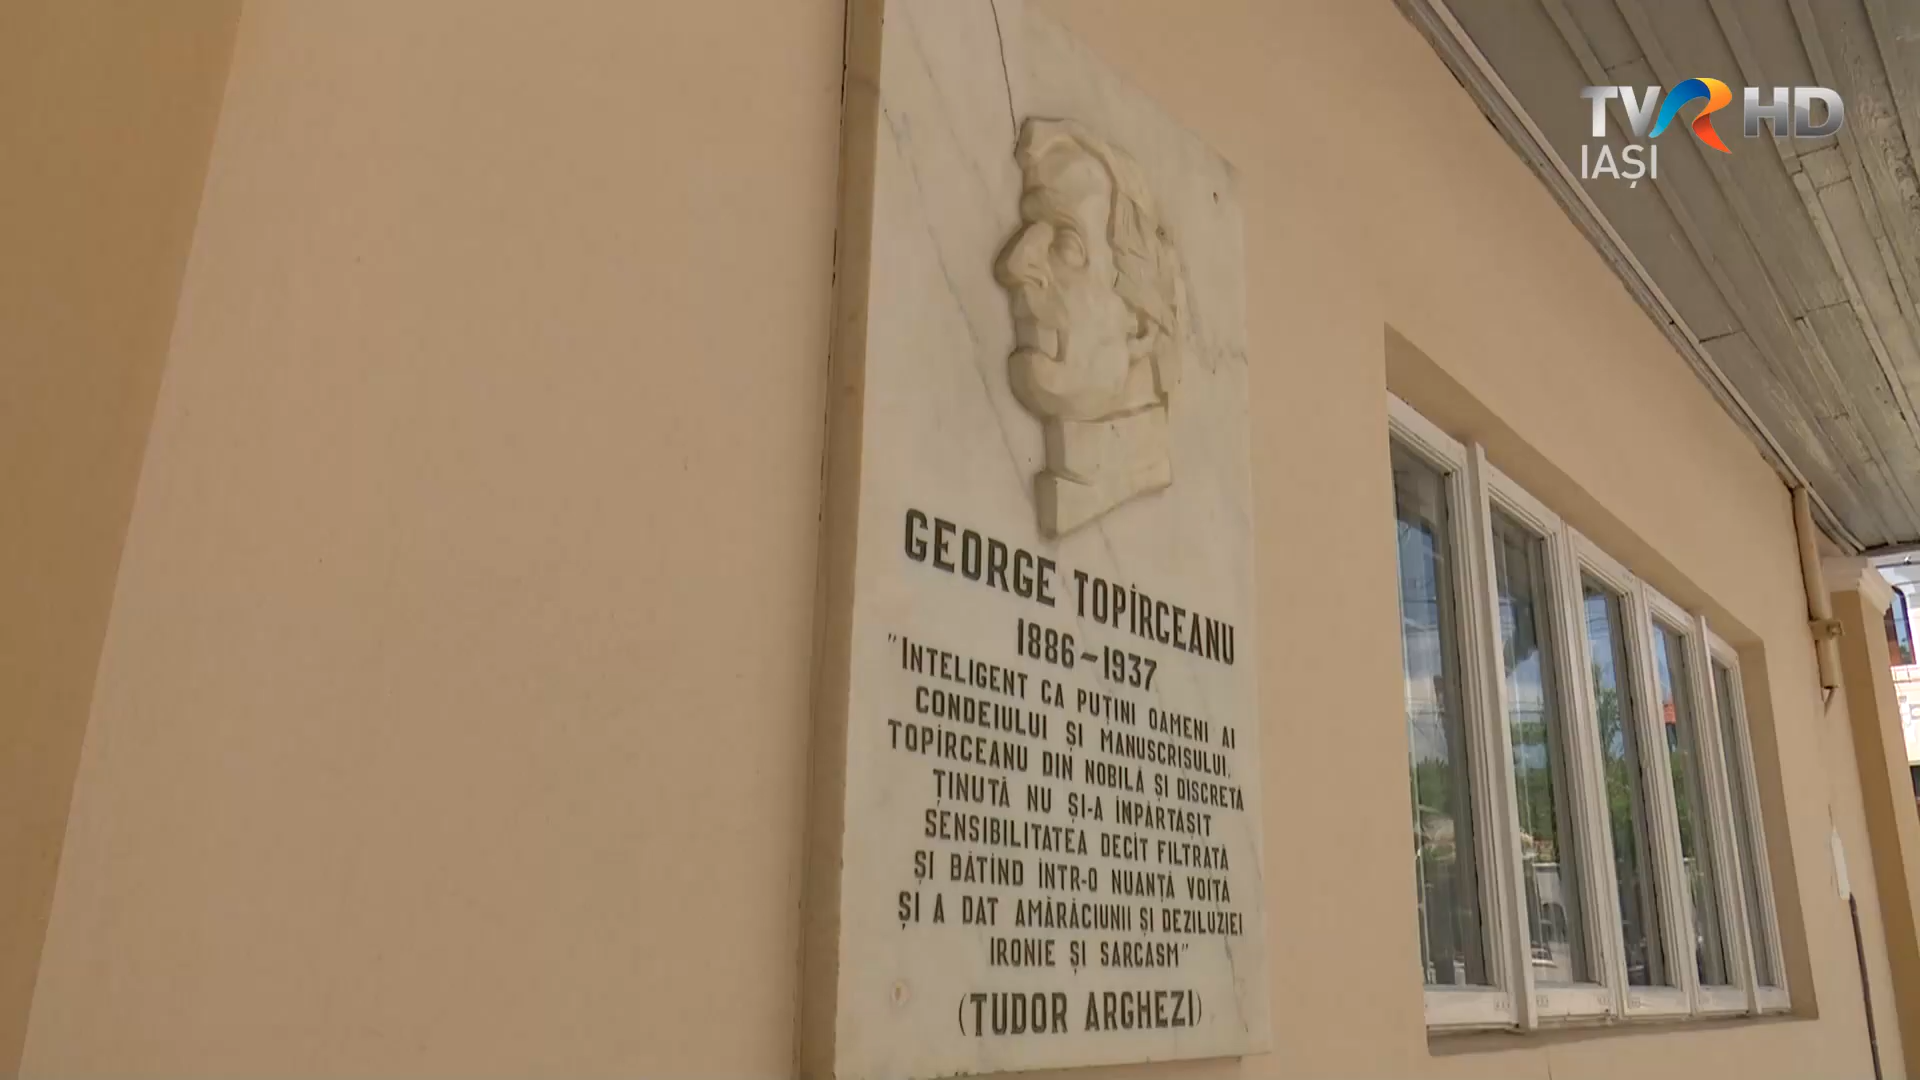 TVR HD
IAȘI
GEORGE TOPÎRCEANU
1886-1937
"INTELIGENT CA PUȚINI OAMENI AI
CONDEIULUI ȘI MANUSCRISULUI,
TOPÎRCEANU DIN NOBILĂ ȘI DISCRETĂ
ȚINUTĂ NU ȘI-A ÎMPĂRTĂȘIT
SENSIBILITATEA DECÎT FILTRATĂ
ȘI BĂTÎND ÎNTR-O NUANȚĂ VOITĂ
ȘI A DAT AMĂRĂCIUNII ȘI DEZILUZIEI
IRONIE ȘI SARCASM"
(TUDOR ARGHEZI)